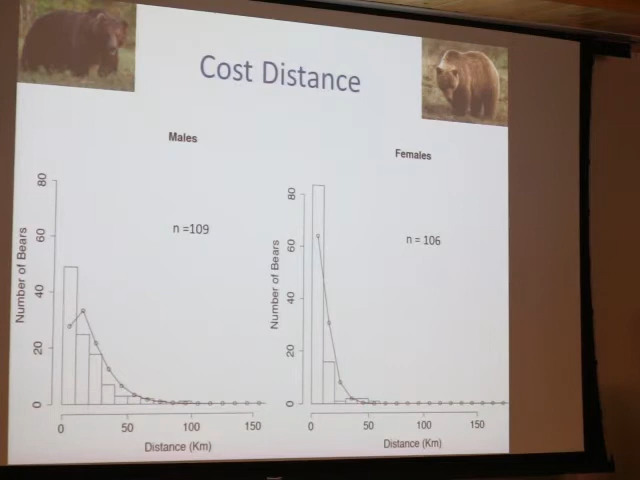 Cost Distance
Males
Females
n =109
n = 106
Number of Bears
0
20
40
60
80
0
50
100
150
Distance (Km)
Number of Bears
0
20
40
60
80
0
50
100
150
Distance (Km)